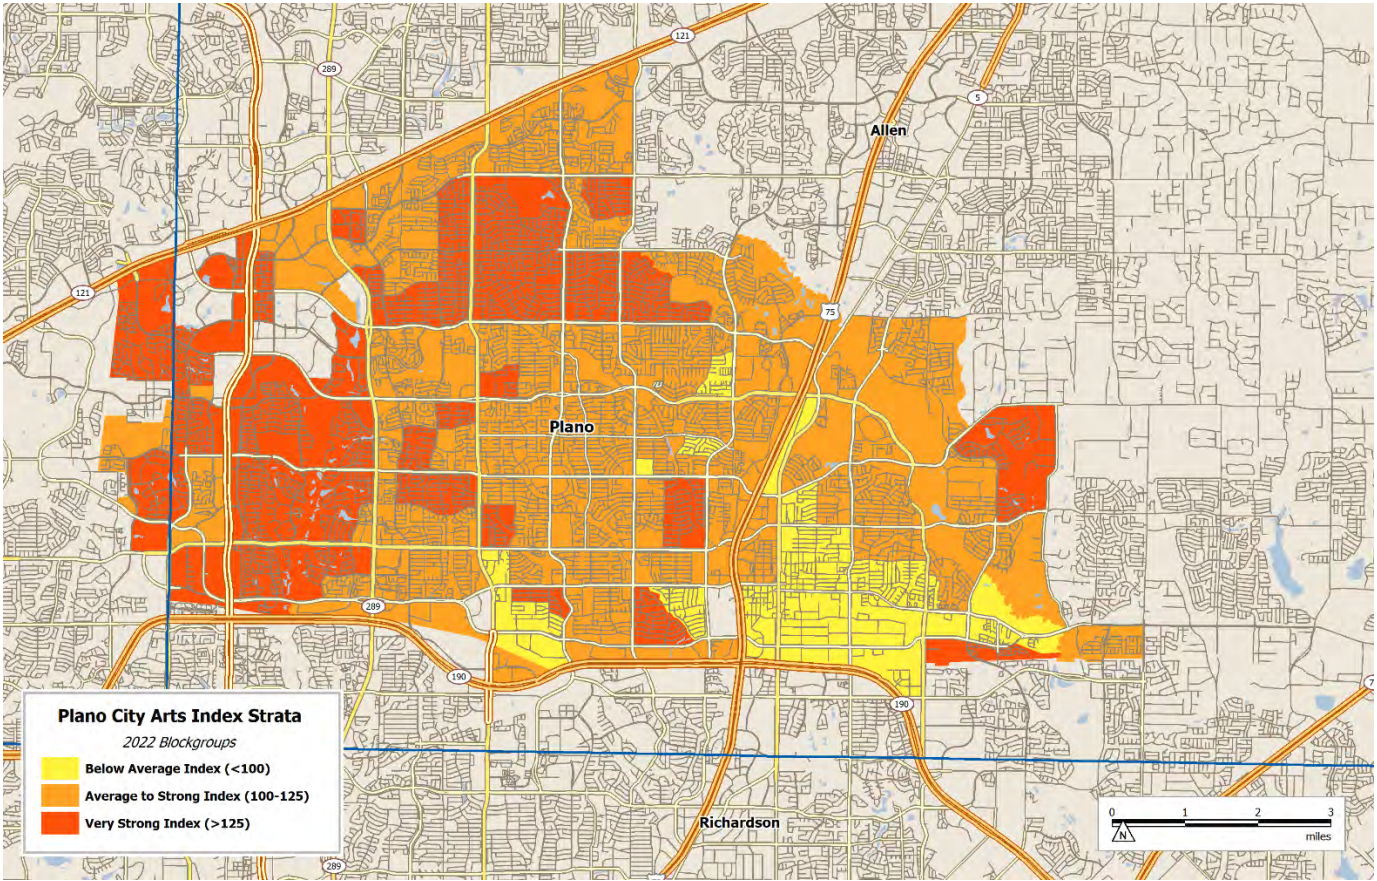 121
289
5
Allen
121
75
Plano
289
190
190
7
Plano City Arts Index Strata
2022 Blockgroups
Below Average Index (<100)
Average to Strong Index (100-125)
Very Strong Index (>125)
0 1 2 3
N
miles
Richardson
289